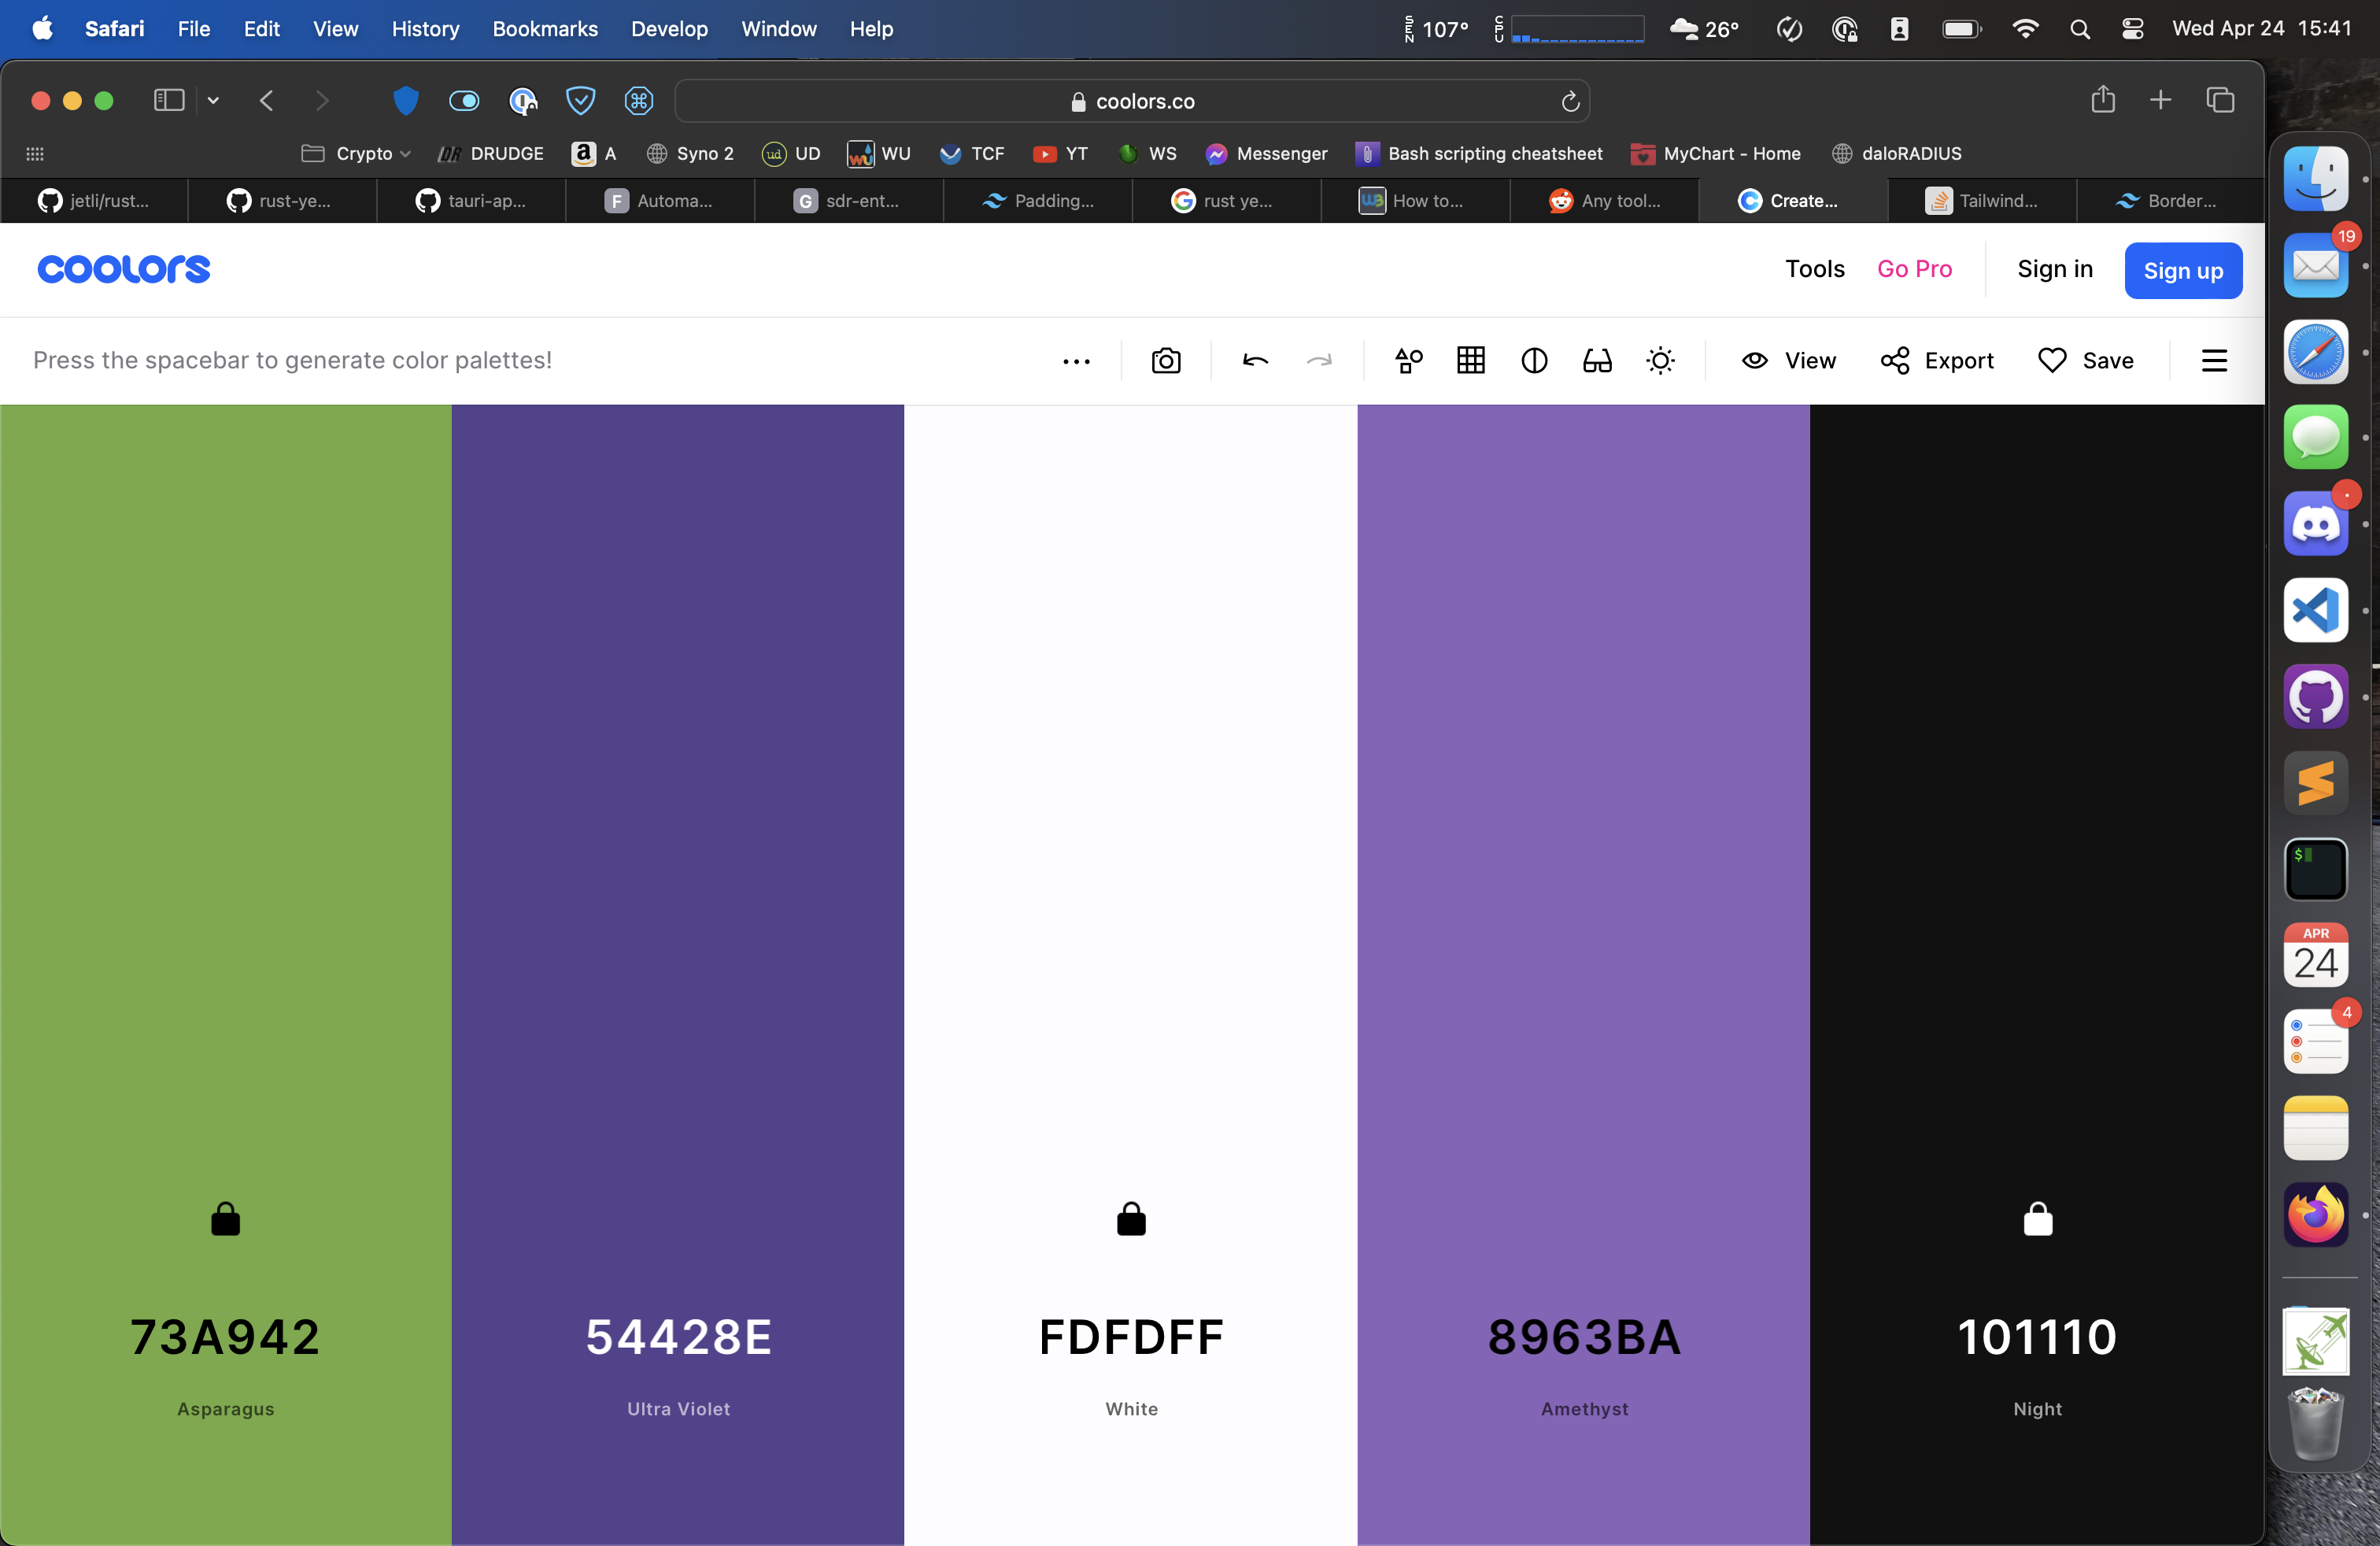 Safari File Edit View History Bookmarks Develop Window Help SEN 107° CPU 26° Wed Apr 24 15:41
coolors.co
Crypto DRUDGE A Syno 2 UD WU TCF YT WS Messenger Bash scripting cheatsheet MyChart - Home daloRADIUS
jetli/rust... rust-ye... tauri-ap... F Automa... G sdr-ent... Padding... rust ye... How to... Any tool... Create... Tailwind... Border...
coolors Tools Go Pro Sign in Sign up
Press the spacebar to generate color palettes! View Export Save
73A942 54428E FDFDFF 8963BA 101110
Asparagus Ultra Violet White Amethyst Night
19
$
APR
24
4